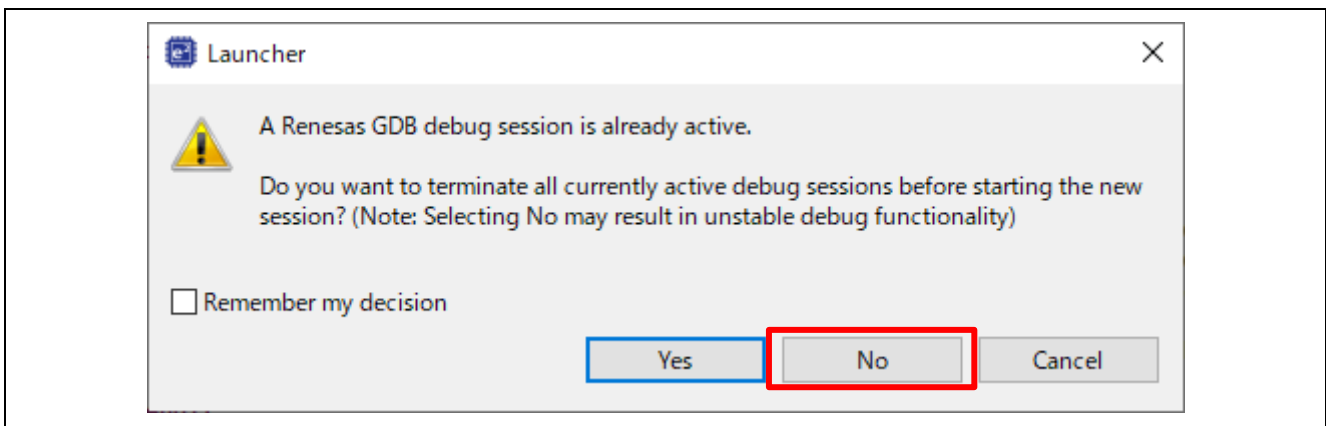 Launcher
A Renesas GDB debug session is already active.
Do you want to terminate all currently active debug sessions before starting the new
session? (Note: Selecting No may result in unstable debug functionality)
Remember my decision
Yes No Cancel